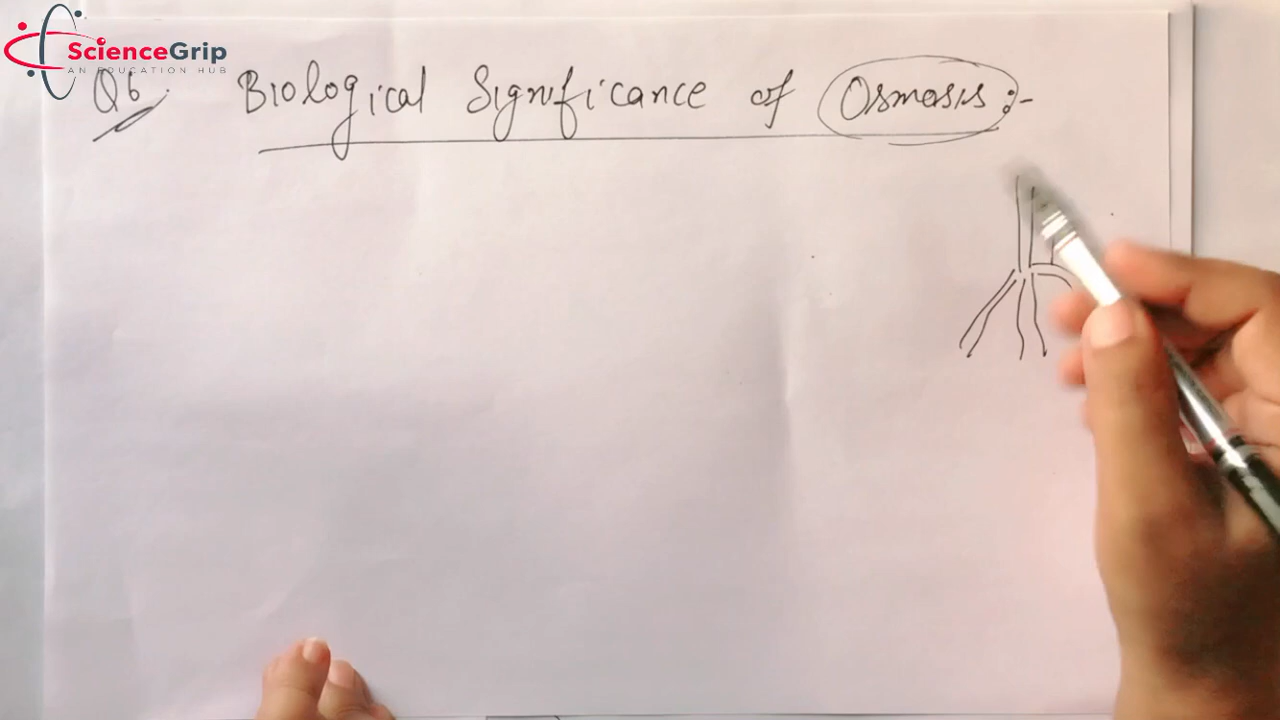 ScienceGrip
AN EDUCATION HUB
Q6. Biological Significance of Osmosis :-